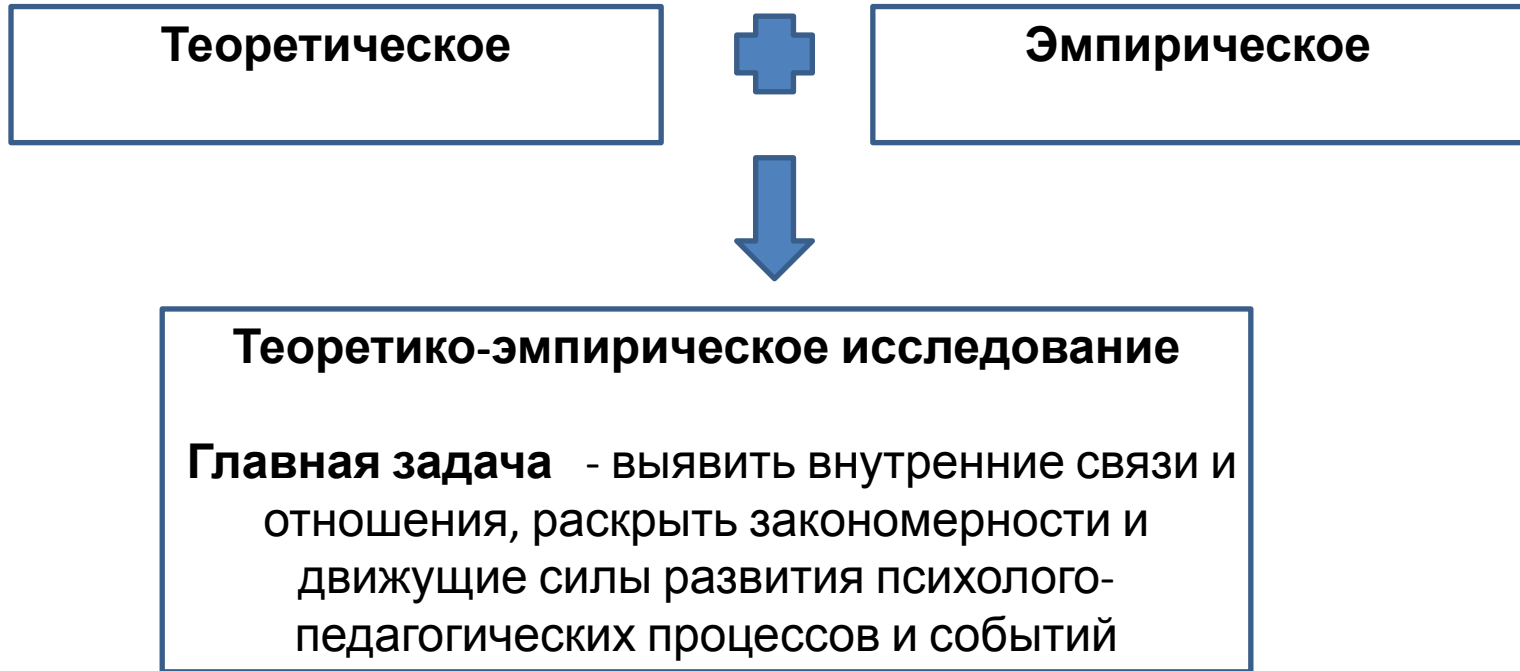 Теоретическое
Эмпирическое
Теоретико-эмпирическое исследование
Главная задача - выявить внутренние связи и
отношения, раскрыть закономерности и
движущие силы развития психолого-
педагогических процессов и событий